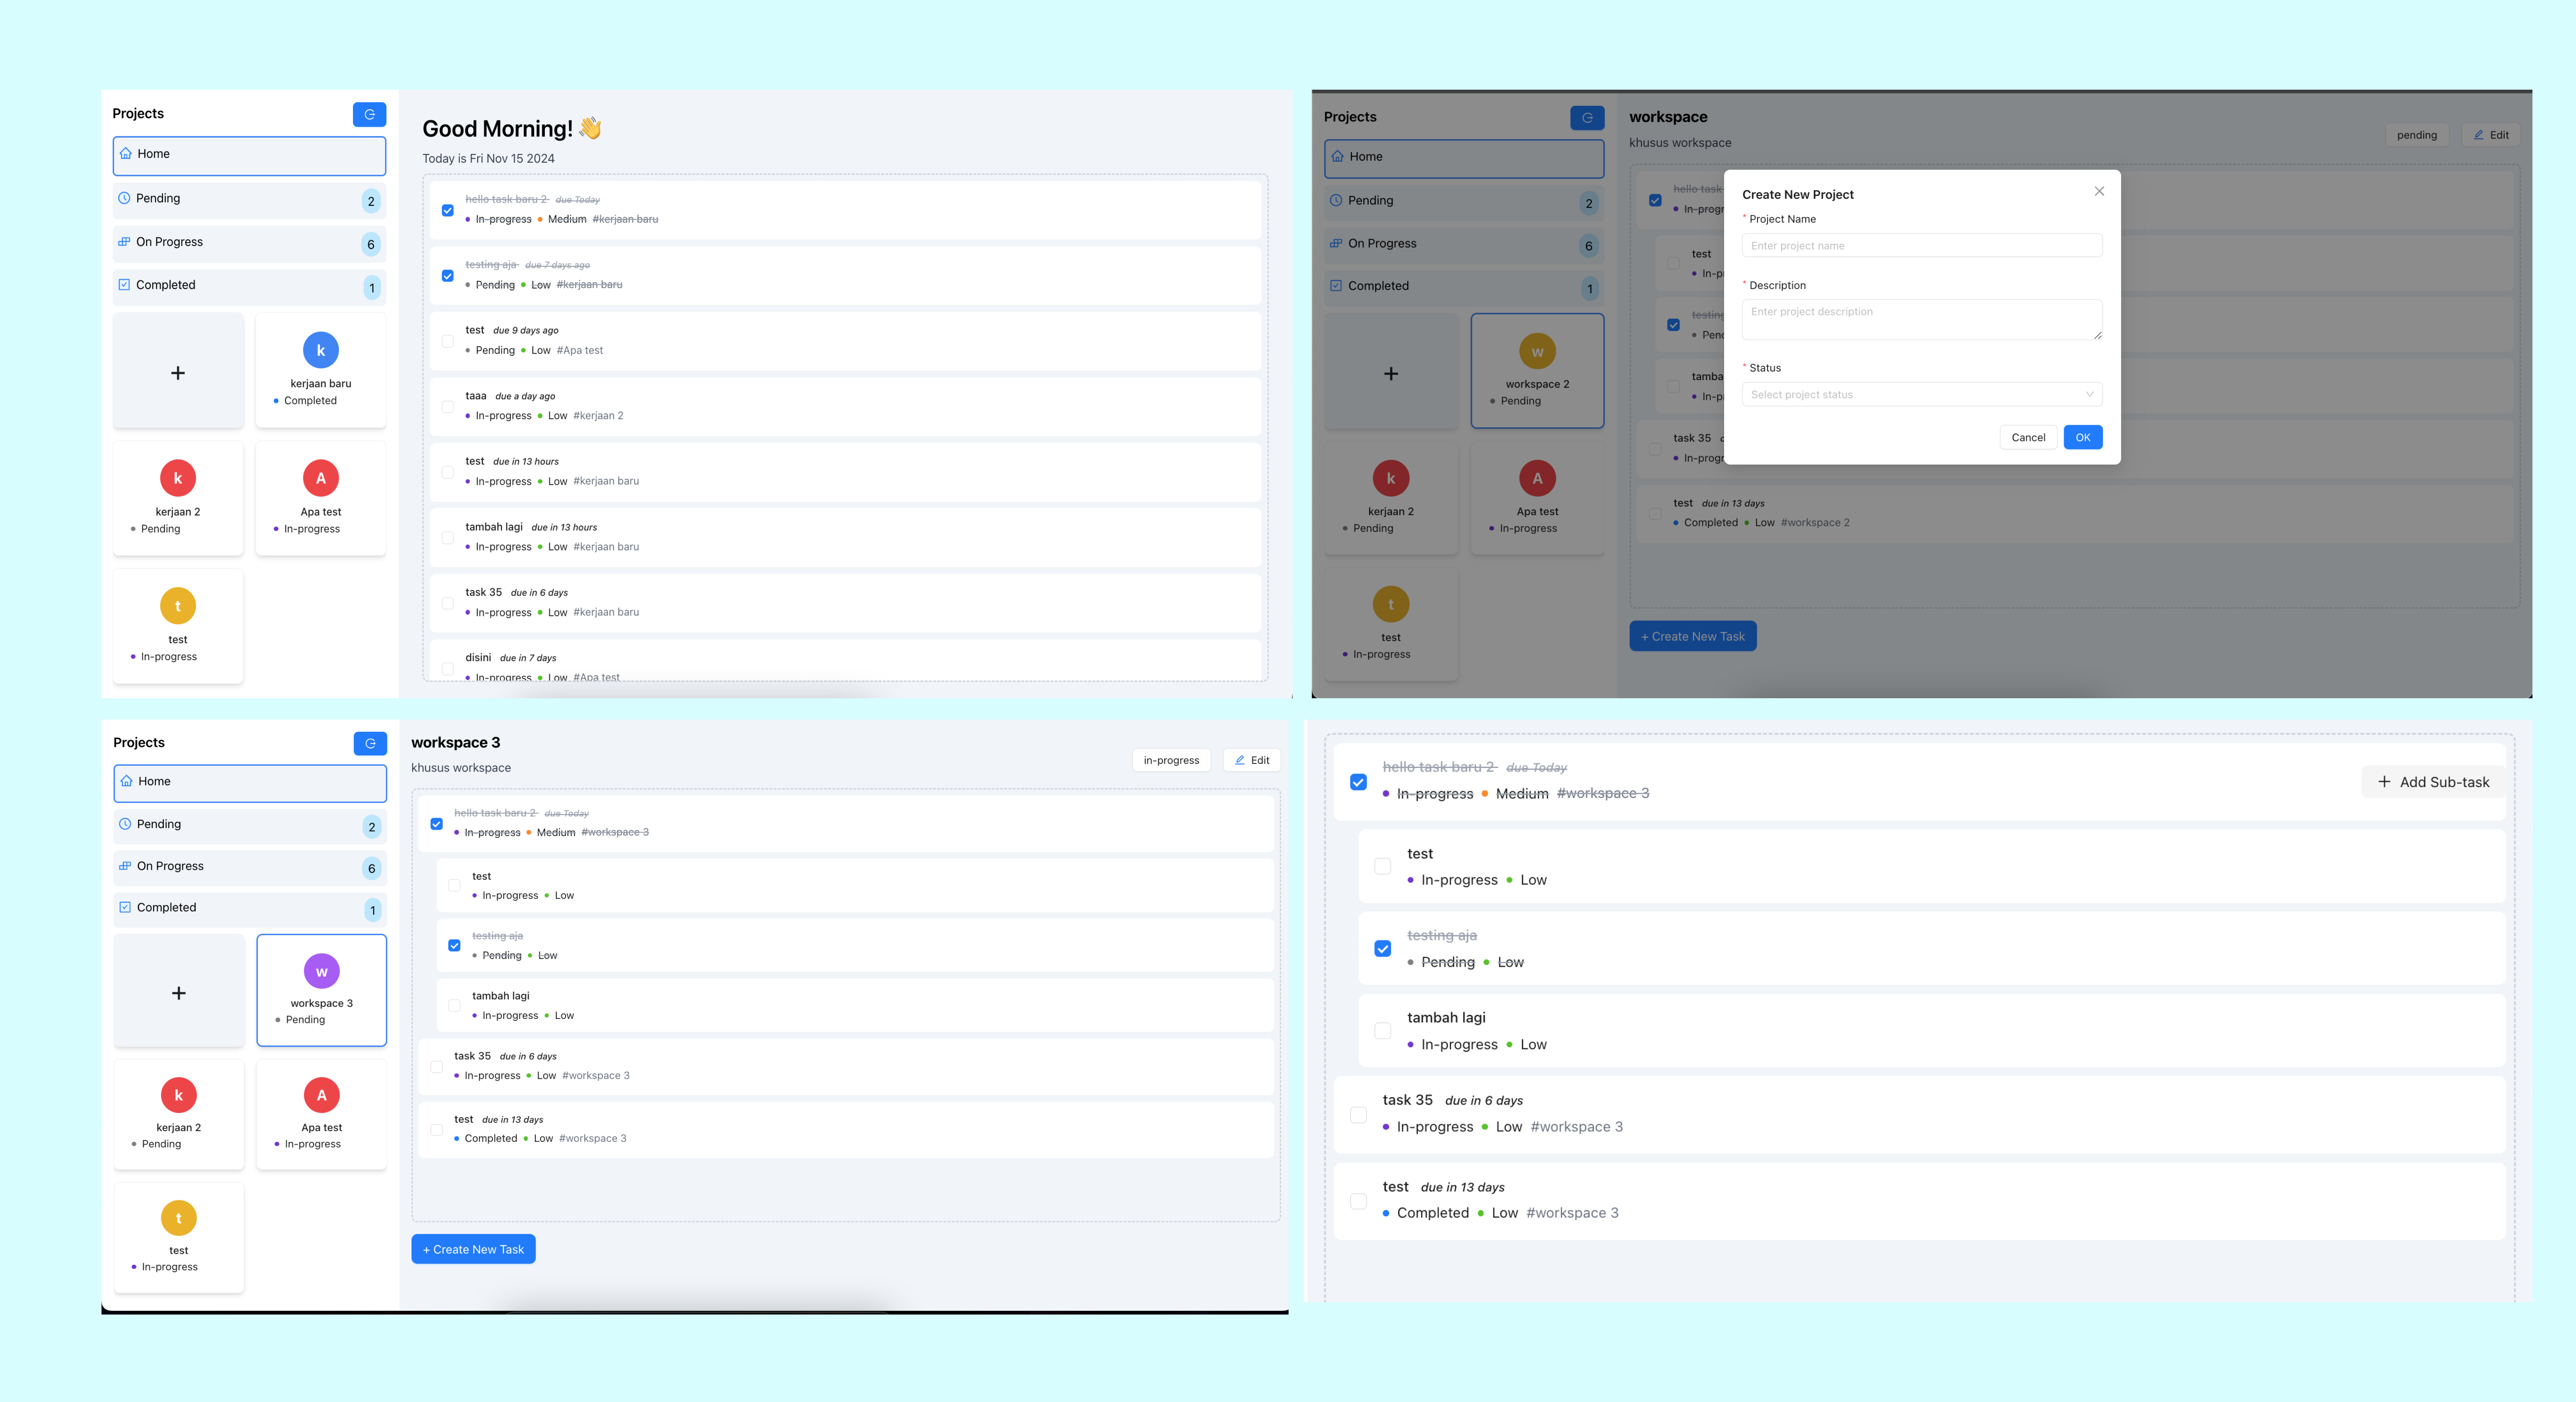 Projects
Home
Pending 2
On Progress 6
Completed 1
+
k
kerjaan baru
Completed
k
kerjaan 2
Pending
A
Apa test
In-progress
t
test
In-progress
Good Morning! 👋
Today is Fri Nov 15 2024
hello task baru 2 due Today
In-progress Medium #kerjaan baru
testing aja due 7 days ago
Pending Low #kerjaan baru
test due 9 days ago
Pending Low #Apa test
taaa due a day ago
In-progress Low #kerjaan 2
test due in 13 hours
In-progress Low #kerjaan baru
tambah lagi due in 13 hours
In-progress Low #kerjaan baru
task 35 due in 6 days
In-progress Low #kerjaan baru
disini due in 7 days
In-progress Low #Apa test
Projects
Home
Pending 2
On Progress 6
Completed 1
+
w
workspace 2
Pending
k
kerjaan 2
Pending
A
Apa test
In-progress
t
test
In-progress
workspace
khusus workspace
pending
Edit
hello task
In-progr
test
In-p
testing
Pend
tamba
In-p
task 35
In-progr
test due in 13 days
Completed Low #workspace 2
+ Create New Task
Create New Project
* Project Name
Enter project name
* Description
Enter project description
* Status
Select project status
Cancel OK
Projects
Home
Pending 2
On Progress 6
Completed 1
+
w
workspace 3
Pending
k
kerjaan 2
Pending
A
Apa test
In-progress
t
test
In-progress
workspace 3
khusus workspace
in-progress
Edit
hello task baru 2 due Today
In-progress Medium #workspace 3
test
In-progress Low
testing aja
Pending Low
tambah lagi
In-progress Low
task 35 due in 6 days
In-progress Low #workspace 3
test due in 13 days
Completed Low #workspace 3
+ Create New Task
hello task baru 2 due Today
In-progress Medium #workspace 3
+ Add Sub-task
test
In-progress Low
testing aja
Pending Low
tambah lagi
In-progress Low
task 35 due in 6 days
In-progress Low #workspace 3
test due in 13 days
Completed Low #workspace 3